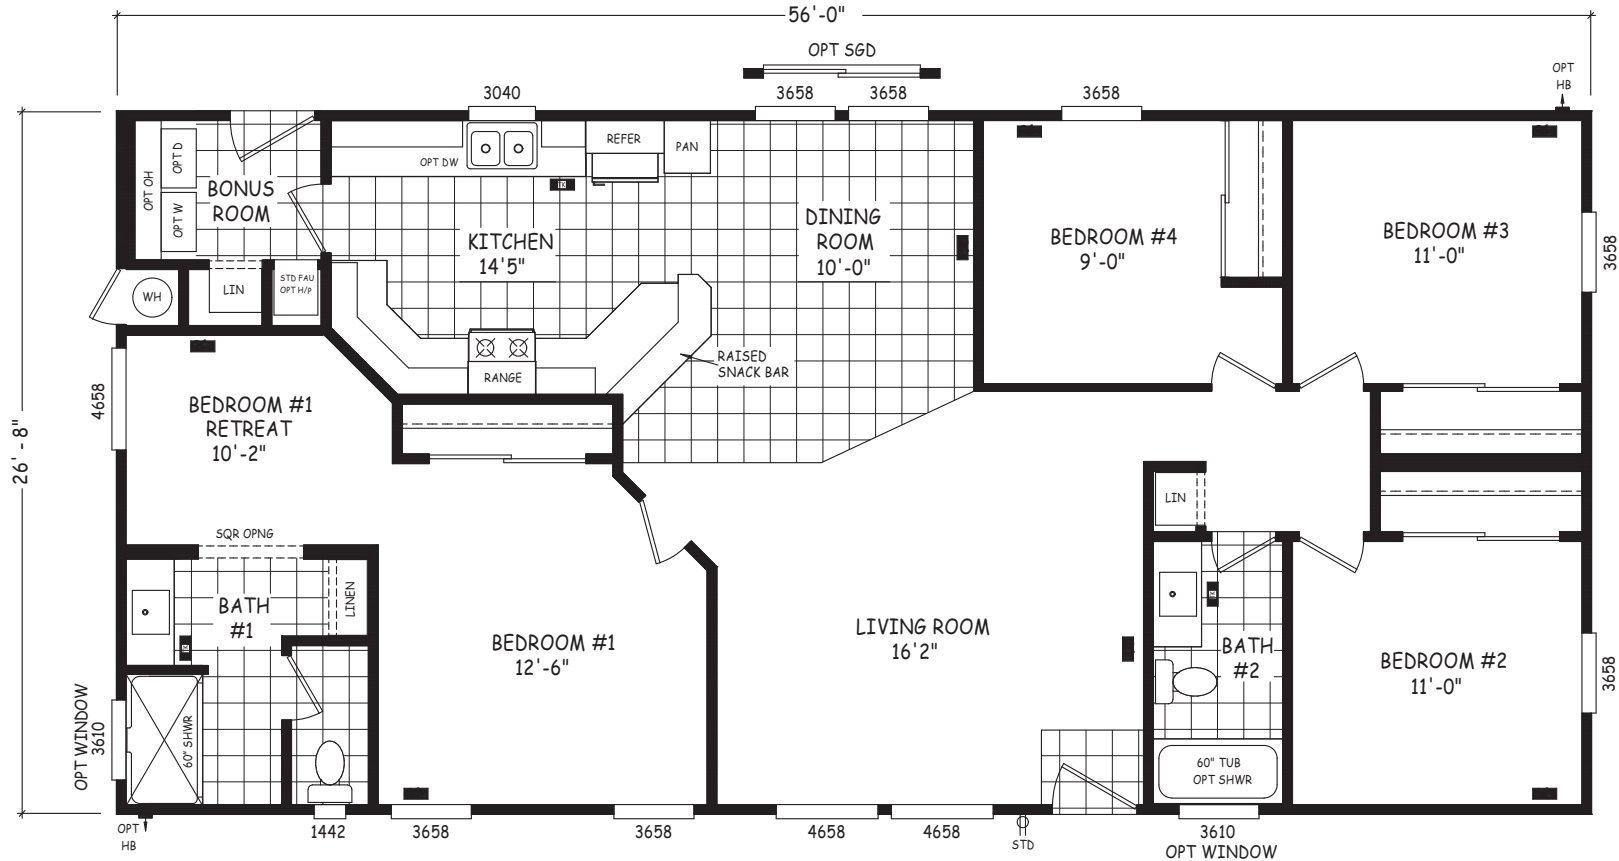 56'-0"
OPT SGD
OPT
HB
3040
3658
3658
3658
OPT OH
OPT D
OPT W
BONUS
ROOM
OPT DW
REFER
PAN
KITCHEN
14'5"
DINING
ROOM
10'-0"
BEDROOM #4
9'-0"
BEDROOM #3
11'-0"
3658
WH
LIN
STD FAU
OPT H/P
RANGE
RAISED
SNACK BAR
4658
26' - 8"
BEDROOM #1
RETREAT
10'-2"
SQR OPNG
LIN
BATH
#1
LINEN
BEDROOM #1
12'-6"
LIVING ROOM
16'2"
BATH
#2
BEDROOM #2
11'-0"
3658
OPT WINDOW
3610
60" SHWR
60" TUB
OPT SHWR
OPT
HB
1442
3658
3658
4658
4658
STD
3610
OPT WINDOW